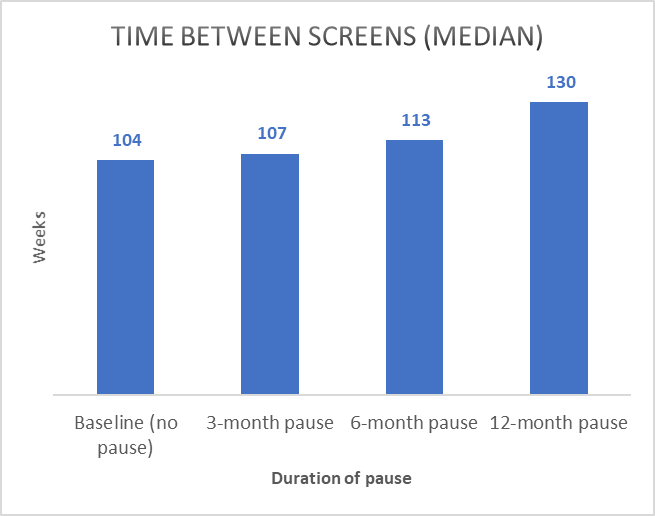 TIME BETWEEN SCREENS (MEDIAN)
130
113
107
104
Weeks
Baseline (no pause) 3-month pause 6-month pause 12-month pause
Duration of pause